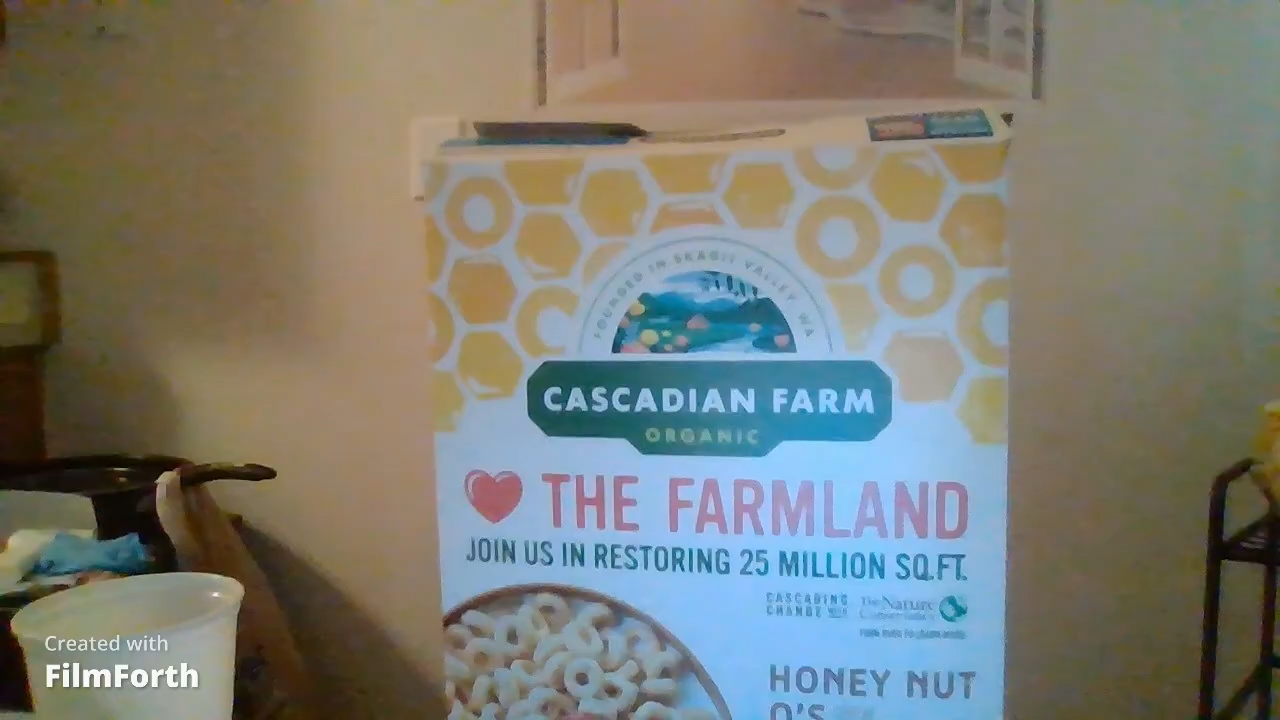 FOUNDED IN SKAGIT VALLEY, WA
CASCADIAN FARM
ORGANIC
THE FARMLAND
JOIN US IN RESTORING 25 MILLION SQ.FT.
CASCADING
CHANGE
The Nature
Conservancy
HONEY NUT
O'S
Created with
FilmForth